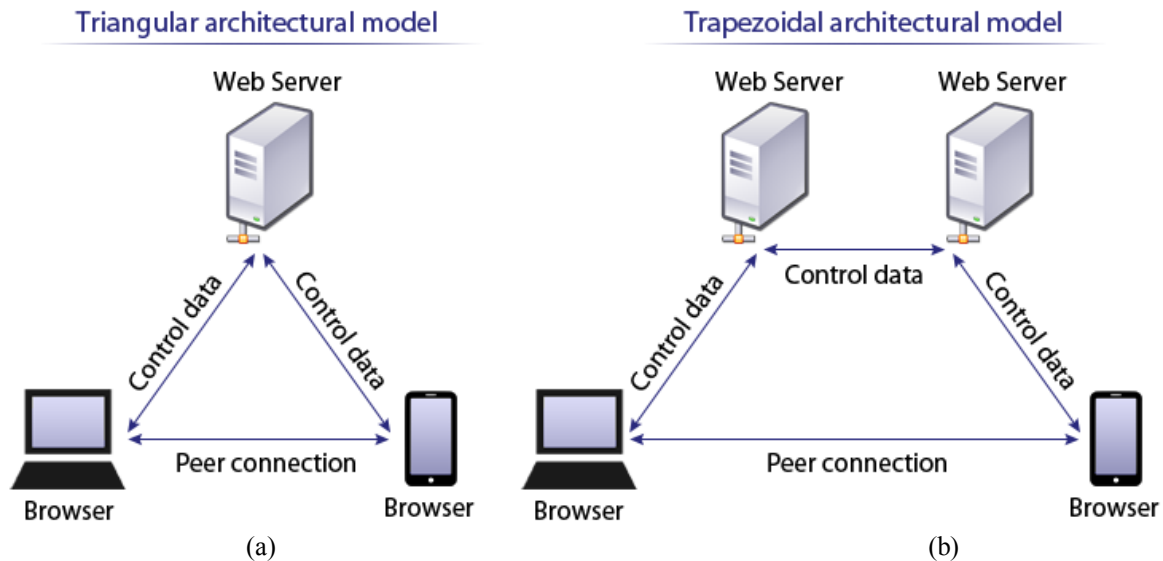 Triangular architectural model
Web Server
Control data
Control data
Peer connection
Browser
Browser
(a)
Trapezoidal architectural model
Web Server
Web Server
Control data
Control data
Control data
Peer connection
Browser
Browser
(b)